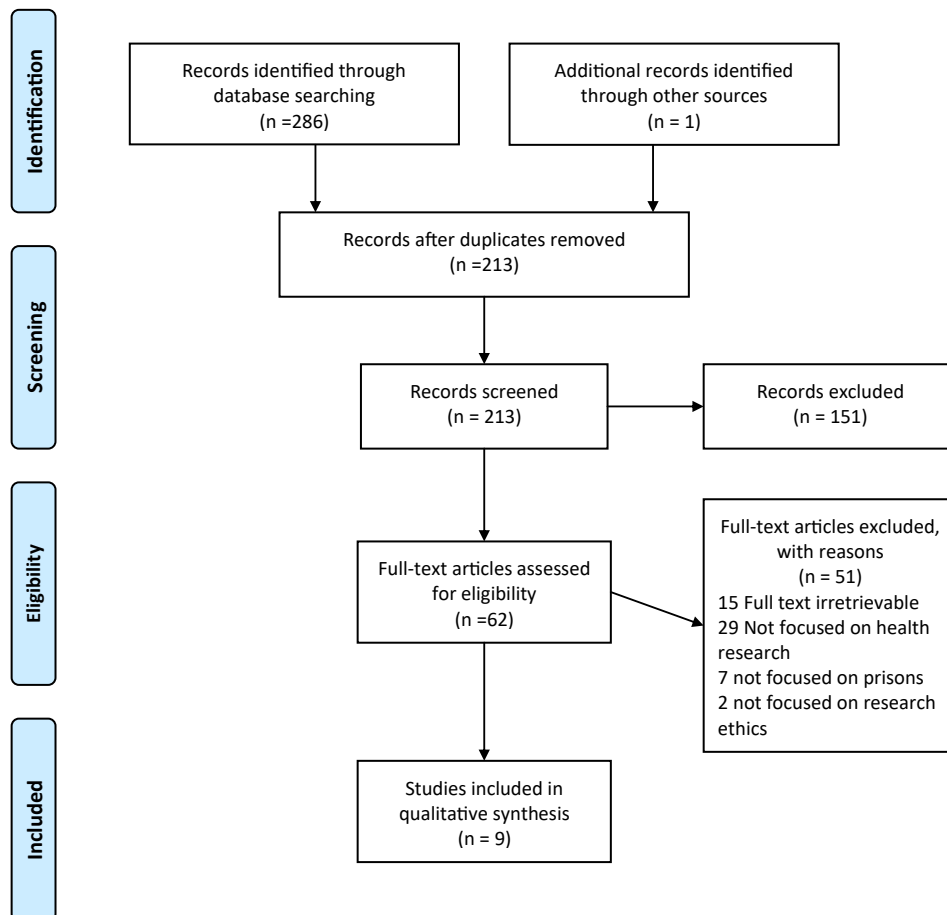 Identification
Records identified through
database searching
(n =286)
Additional records identified
through other sources
(n = 1)
Records after duplicates removed
(n =213)
Screening
Records screened
(n = 213)
Records excluded
(n = 151)
Eligibility
Full-text articles assessed
for eligibility
(n =62)
Full-text articles excluded,
with reasons
(n = 51)
15 Full text irretrievable
29 Not focused on health
research
7 not focused on prisons
2 not focused on research
ethics
Included
Studies included in
qualitative synthesis
(n = 9)